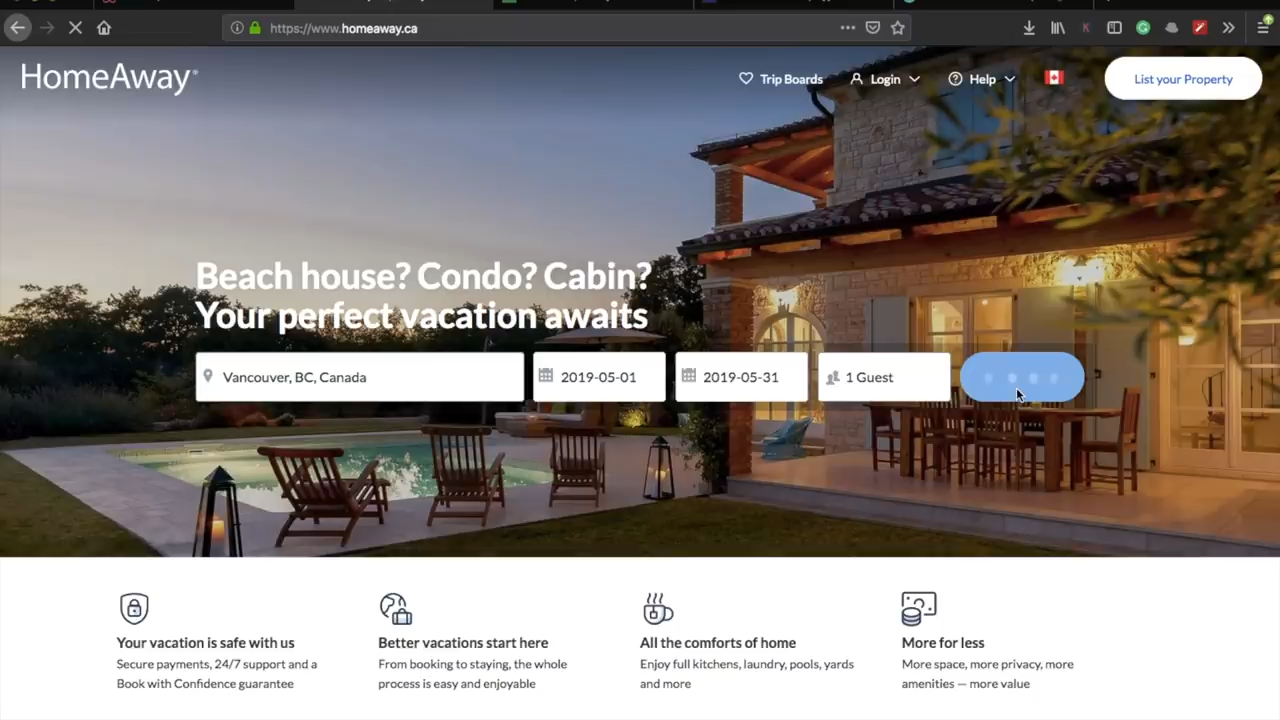 https://www.homeaway.ca
HomeAway®
Trip Boards
Login
Help
List your Property
Beach house? Condo? Cabin?
Your perfect vacation awaits
Vancouver, BC, Canada
2019-05-01
2019-05-31
1 Guest
Your vacation is safe with us
Secure payments, 24/7 support and a
Book with Confidence guarantee
Better vacations start here
From booking to staying, the whole
process is easy and enjoyable
All the comforts of home
Enjoy full kitchens, laundry, pools, yards
and more
More for less
More space, more privacy, more
amenities — more value